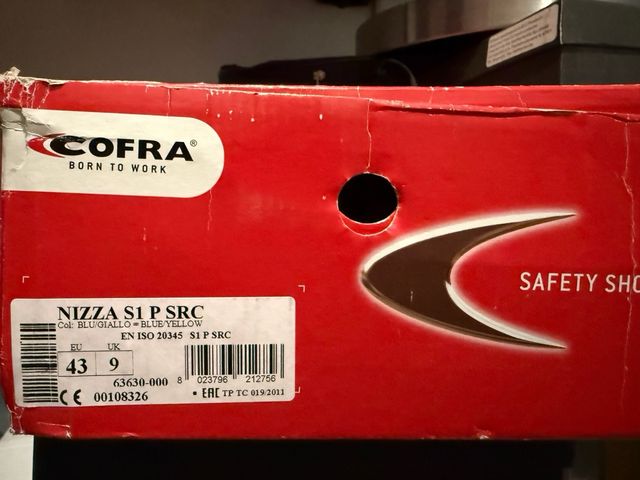 COFRA®
BORN TO WORK
SAFETY SHO
NIZZA S1 P SRC
Col: BLU/GIALLO = BLUE/YELLOW
EN ISO 20345 S1 P SRC
EU UK
43 9
63630-000 8 023796 212756
CE 00108326 • EAC TP TC 019/2011